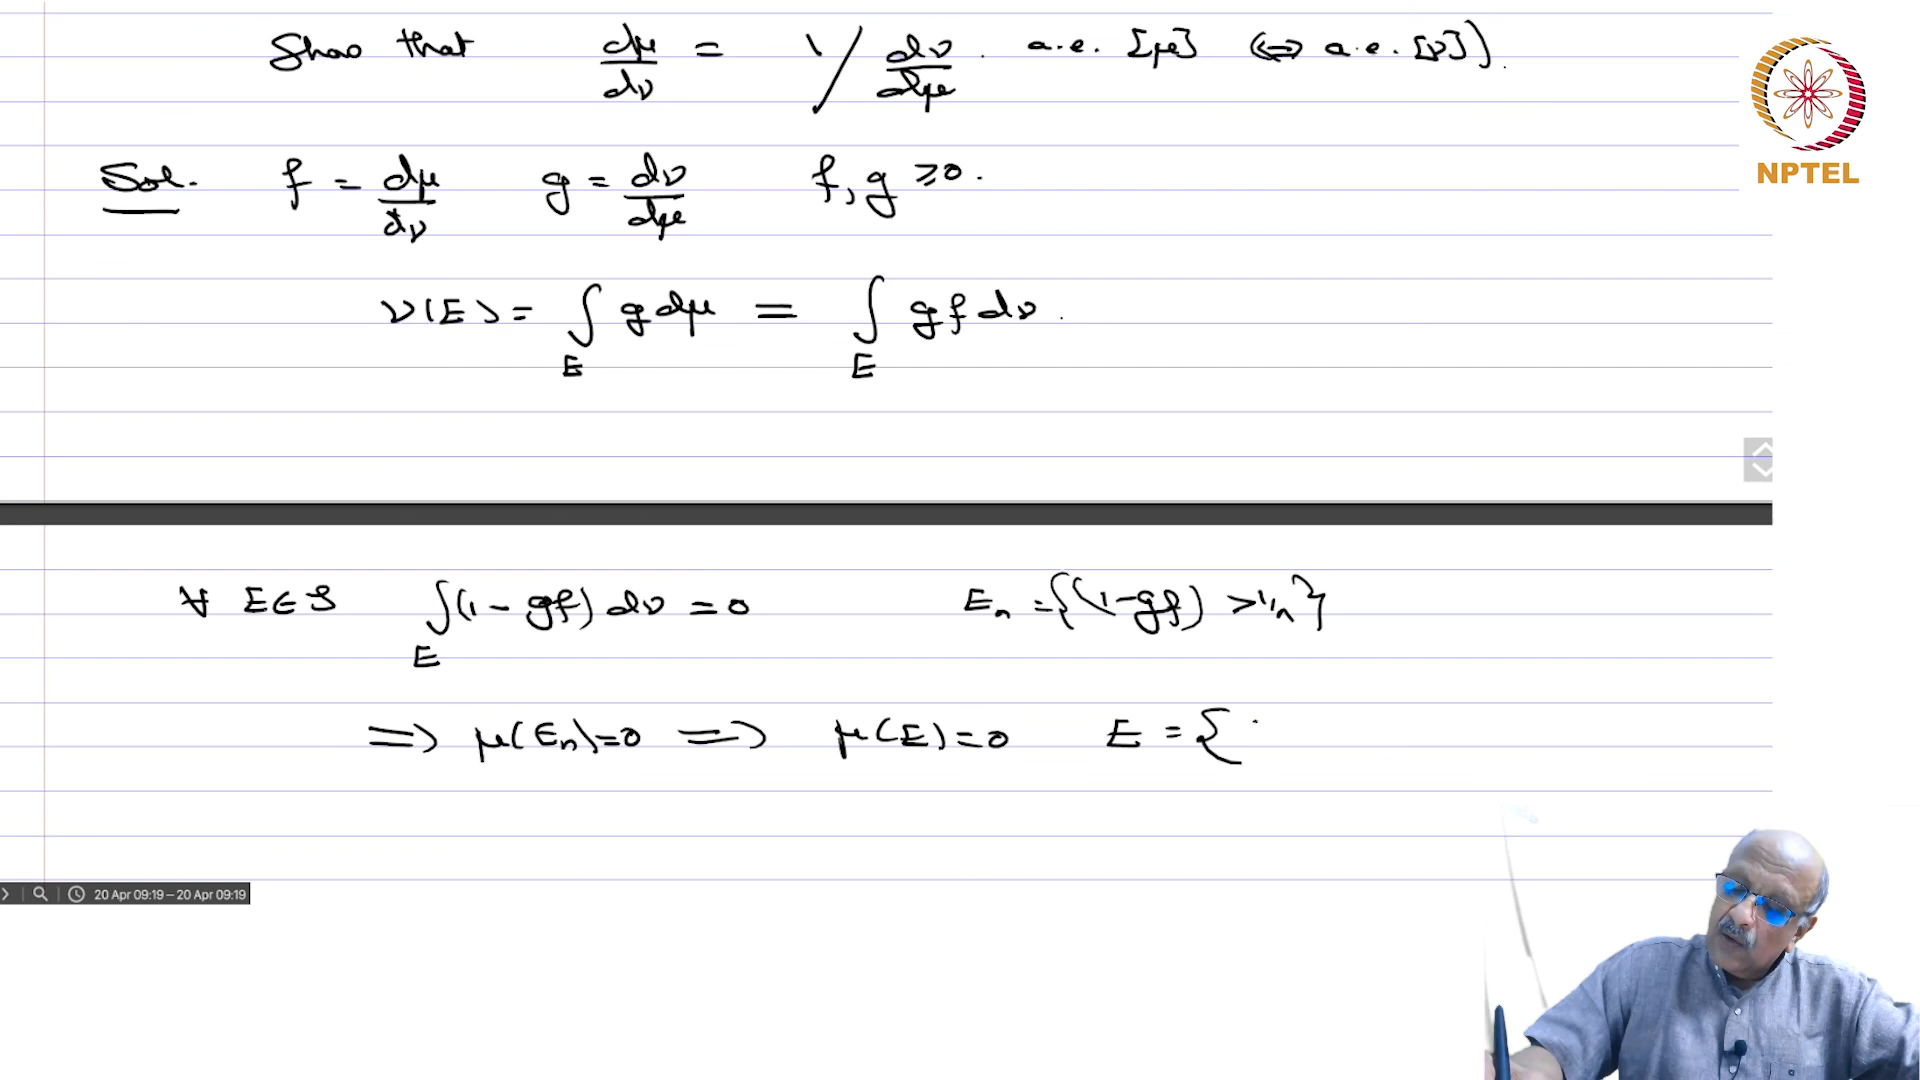 Show that dμ/dν = 1 / dν/dμ . a.e. [μ] (⇔ a.e. [ν]).
NPTEL
Sol. f = dμ/dν g = dν/dμ f, g ≥ 0.
ν(E) = ∫_E g dμ = ∫_E g f dν.
∀ E ∈ S ∫_E (1 - gf) dν = 0 E_n = {(1-gf) > 1/n}
⇒ μ(E_n) = 0 ⇒ μ(E) = 0 E = {
20 Apr 09:19 – 20 Apr 09:19